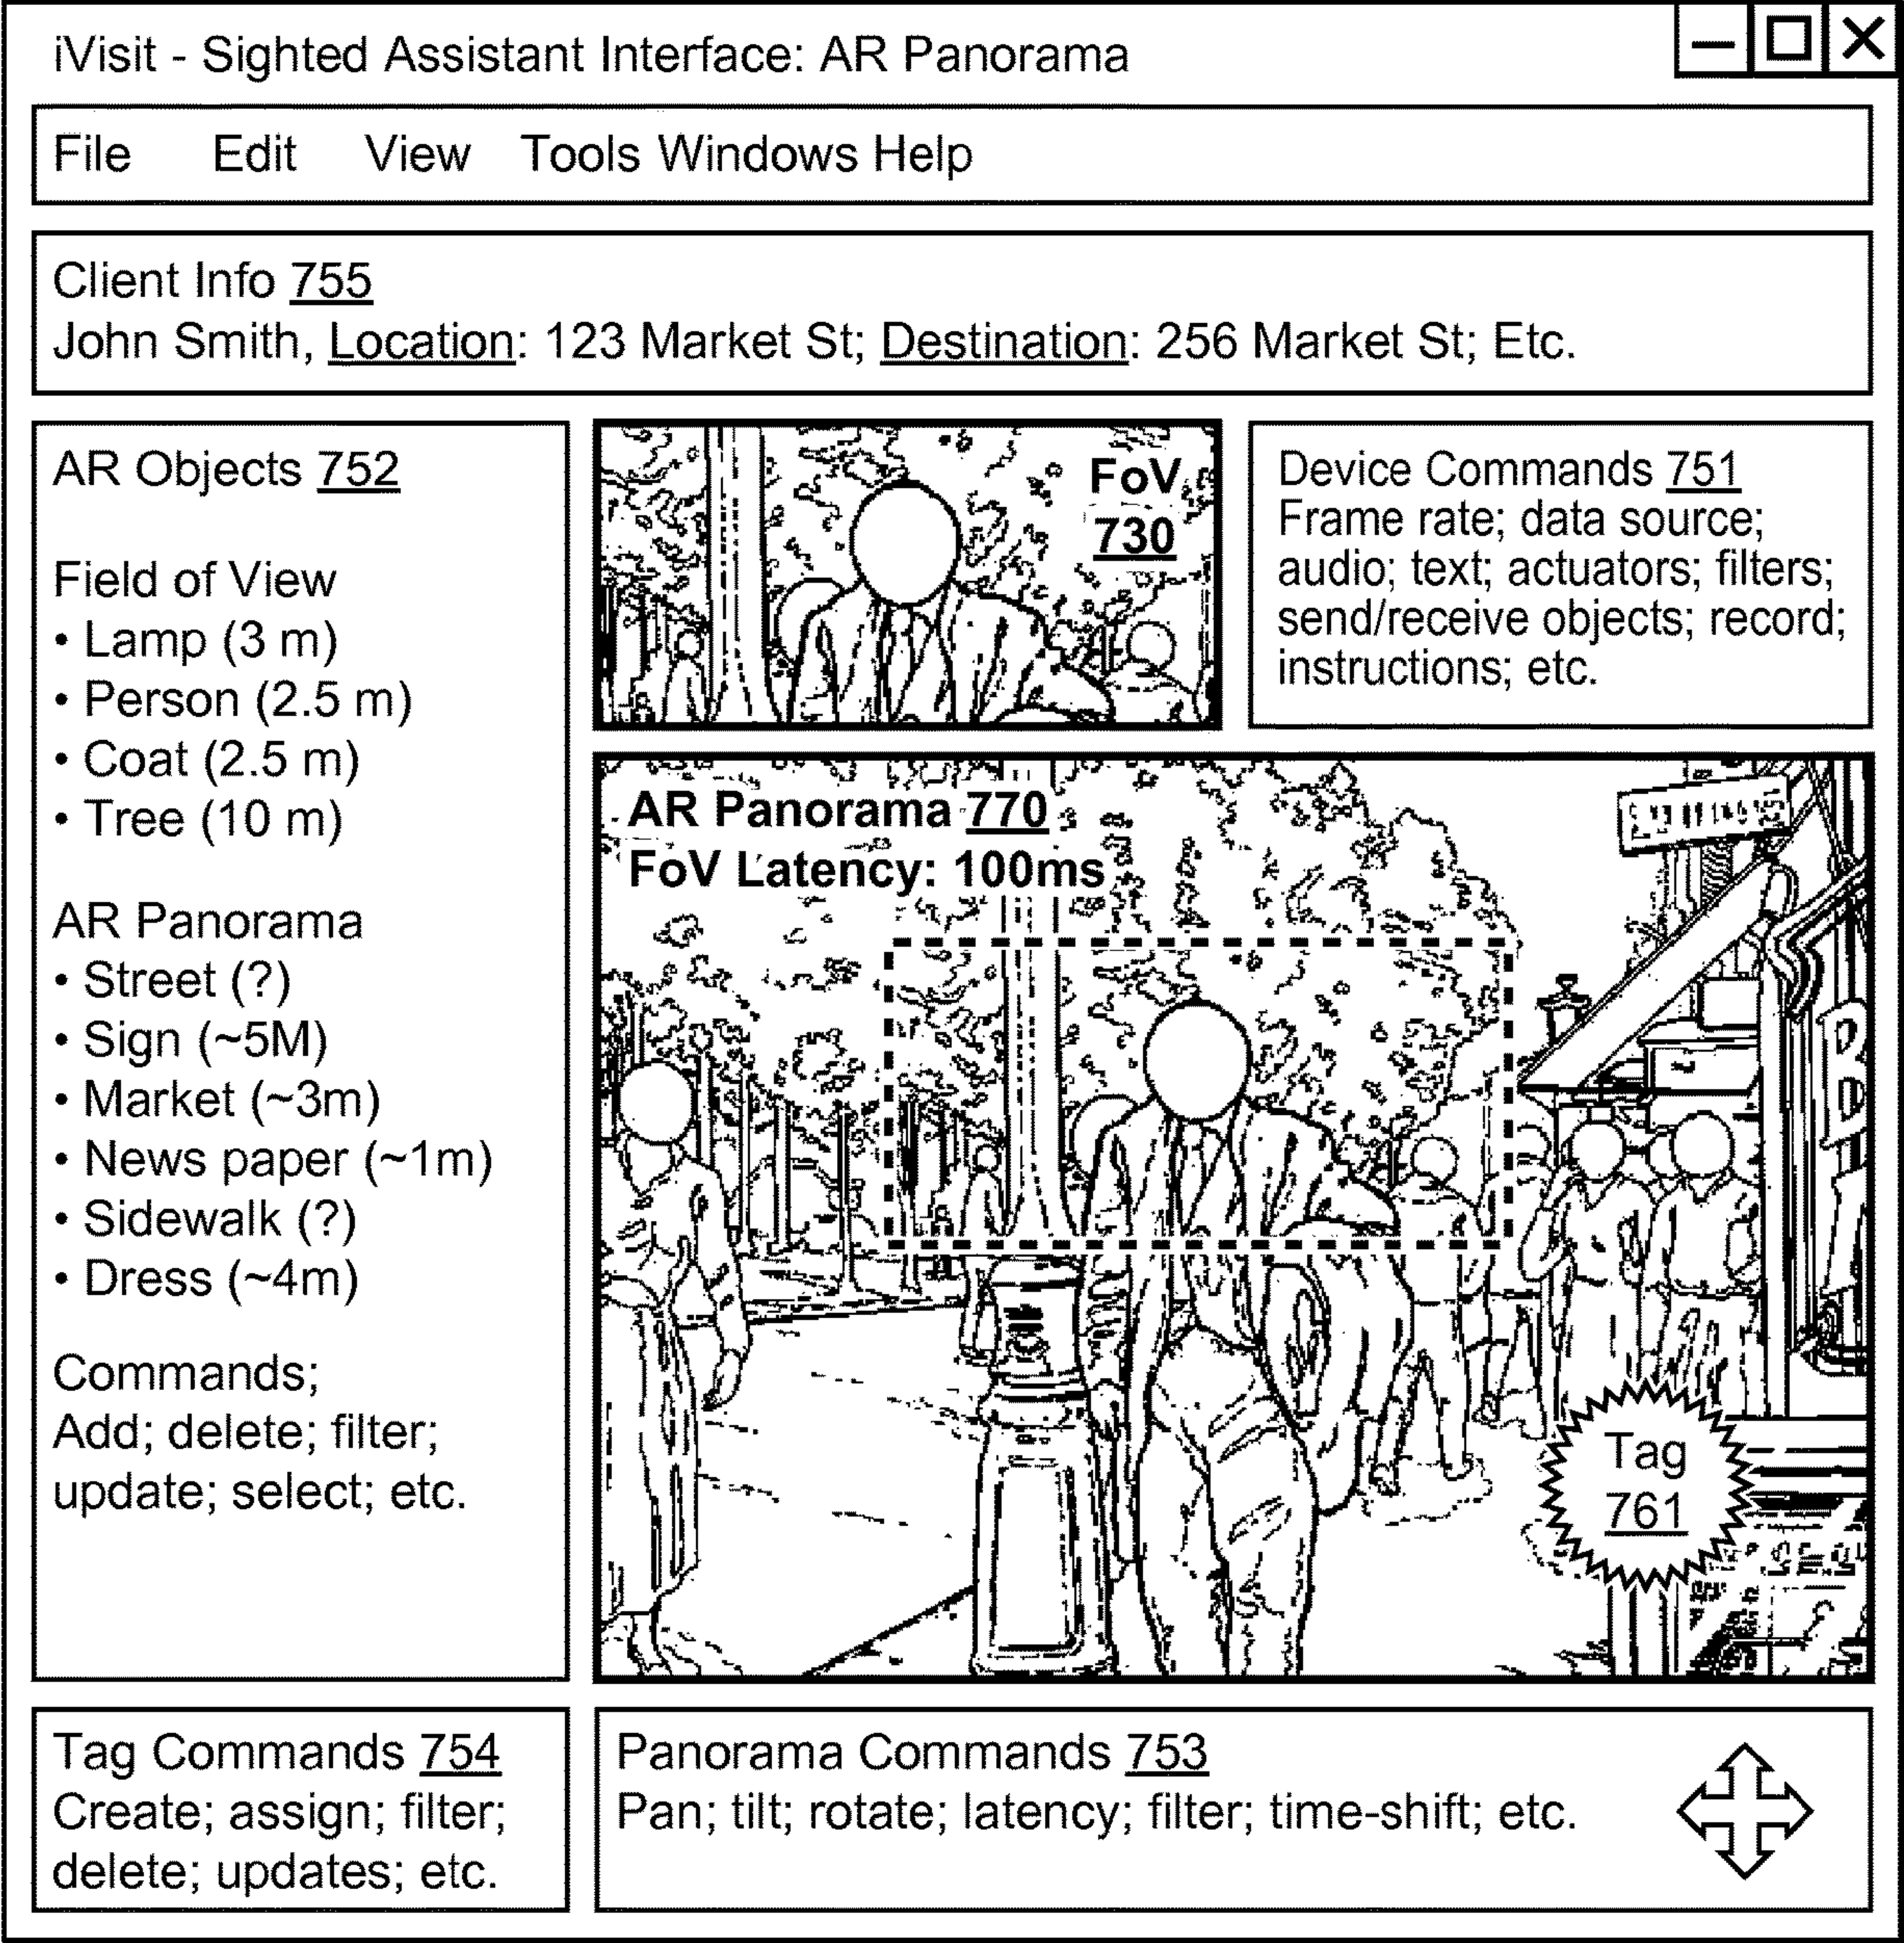 iVisit - Sighted Assistant Interface: AR Panorama
File Edit View Tools Windows Help
Client Info 755
John Smith, Location: 123 Market St; Destination: 256 Market St; Etc.
AR Objects 752
Field of View
• Lamp (3 m)
• Person (2.5 m)
• Coat (2.5 m)
• Tree (10 m)
AR Panorama
• Street (?)
• Sign (~5M)
• Market (~3m)
• News paper (~1m)
• Sidewalk (?)
• Dress (~4m)
Commands;
Add; delete; filter;
update; select; etc.
FoV
730
Device Commands 751
Frame rate; data source;
audio; text; actuators; filters;
send/receive objects; record;
instructions; etc.
AR Panorama 770
FoV Latency: 100ms
B
Tag
761
Tag Commands 754
Create; assign; filter;
delete; updates; etc.
Panorama Commands 753
Pan; tilt; rotate; latency; filter; time-shift; etc.